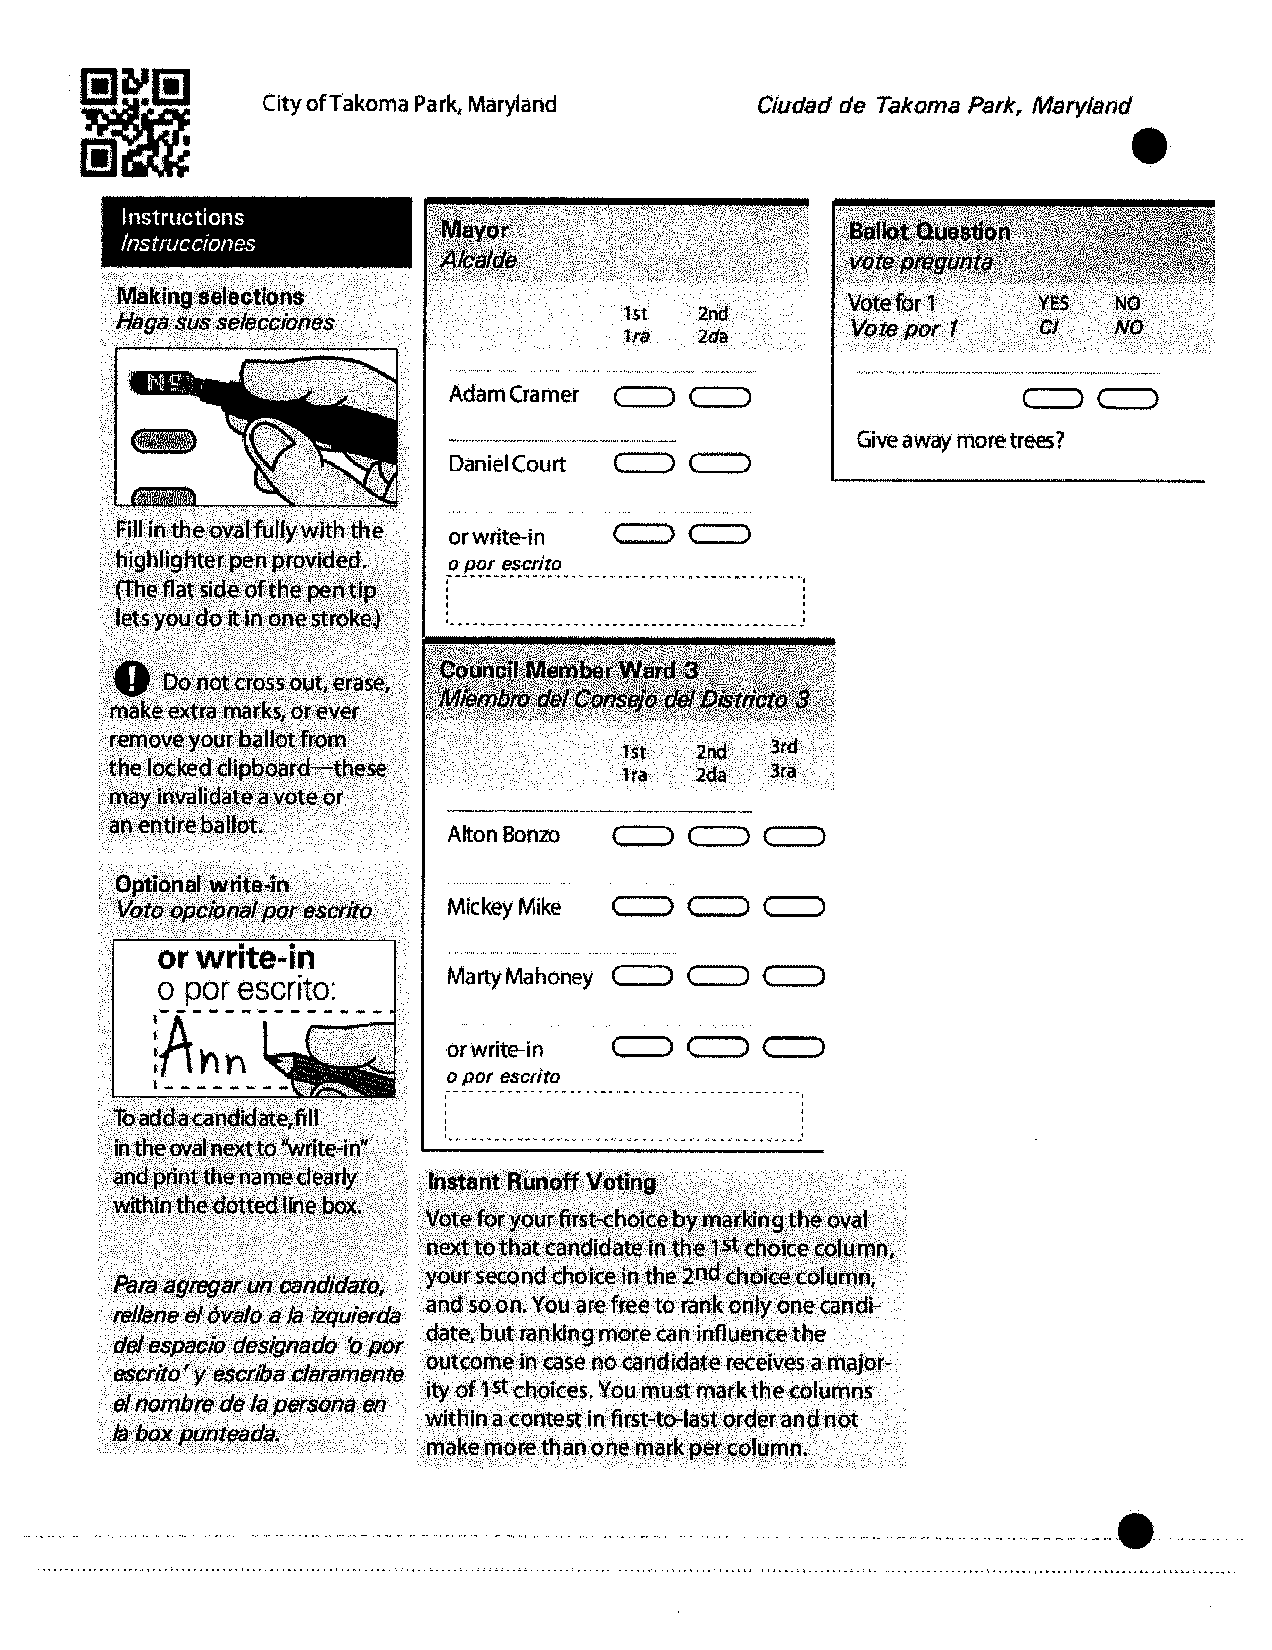 City of Takoma Park, Maryland
Ciudad de Takoma Park, Maryland
Instructions
Instrucciones
Making selections
Haga sus selecciones
Fill in the oval fully with the
highlighter pen provided.
(The flat side of the pen tip
lets you do it in one stroke.)
! Do not cross out, erase,
make extra marks, or ever
remove your ballot from
the locked clipboard—these
may invalidate a vote or
an entire ballot.
Optional write-in
Voto opcional por escrito
or write-in
o por escrito:
Ann L
To add a candidate, fill
in the oval next to "write-in"
and print the name clearly
within the dotted line box.
Para agregar un candidato,
rellene el óvalo a la izquierda
del espacio designado 'o por
escrito' y escriba claramente
el nombre de la persona en
la box punteada.
Mayor
Alcalde
1st 2nd
1ra 2da
Adam Cramer
Daniel Court
or write-in
o por escrito
Council Member Ward 3
Miembro del Consejo del Districto 3
1st 2nd 3rd
1ra 2da 3ra
Alton Bonzo
Mickey Mike
Marty Mahoney
or write-in
o por escrito
Instant Runoff Voting
Vote for your first-choice by marking the oval
next to that candidate in the 1st choice column,
your second choice in the 2nd choice column,
and so on. You are free to rank only one candi-
date, but ranking more can influence the
outcome in case no candidate receives a major-
ity of 1st choices. You must mark the columns
within a contest in first-to-last order and not
make more than one mark per column.
Ballot Question
vote pregunta
Vote for 1 YES NO
Vote por 1 CI NO
Give away more trees?